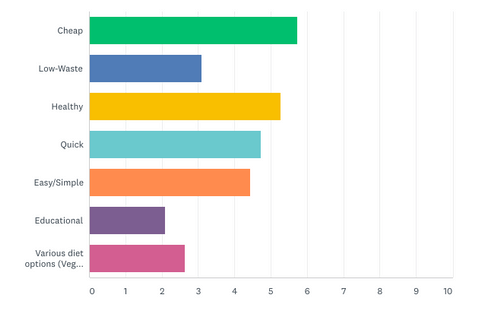 Cheap
Low-Waste
Healthy
Quick
Easy/Simple
Educational
Various diet
options (Veg...
0 1 2 3 4 5 6 7 8 9 10